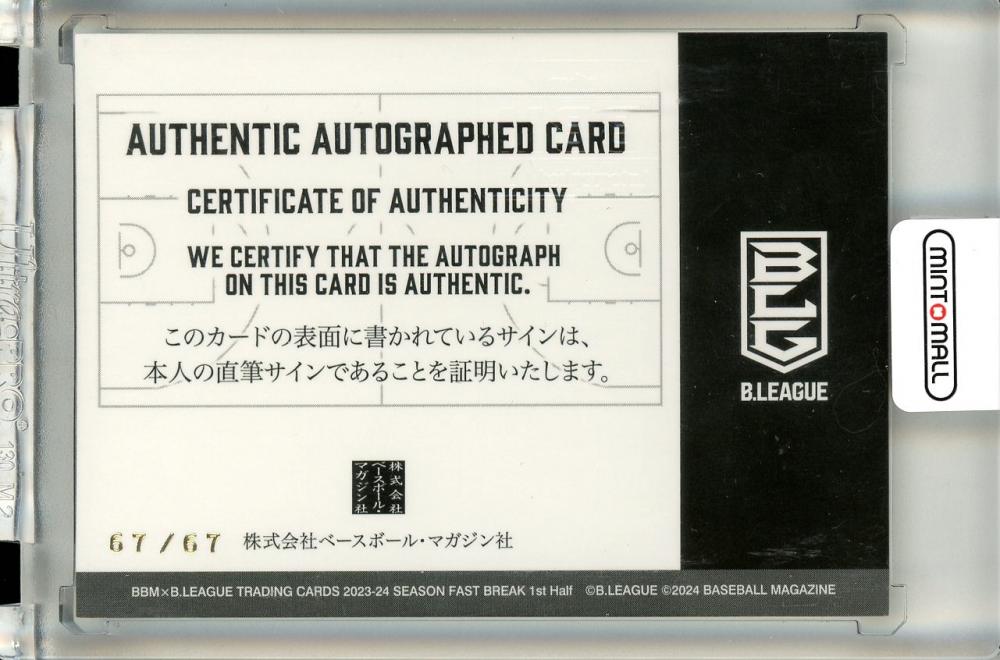 AUTHENTIC AUTOGRAPHED CARD
CERTIFICATE OF AUTHENTICITY
WE CERTIFY THAT THE AUTOGRAPH
ON THIS CARD IS AUTHENTIC.
このカードの表面に書かれているサインは、
本人の直筆サインであることを証明いたします。
株式会社
ベースボール・
マガジン社
67/67 株式会社ベースボール・マガジン社
BBM×B.LEAGUE TRADING CARDS 2023-24 SEASON FAST BREAK 1st Half ©B.LEAGUE ©2024 BASEBALL MAGAZINE
BLG
B.LEAGUE
MINTMALL
UltraPRO